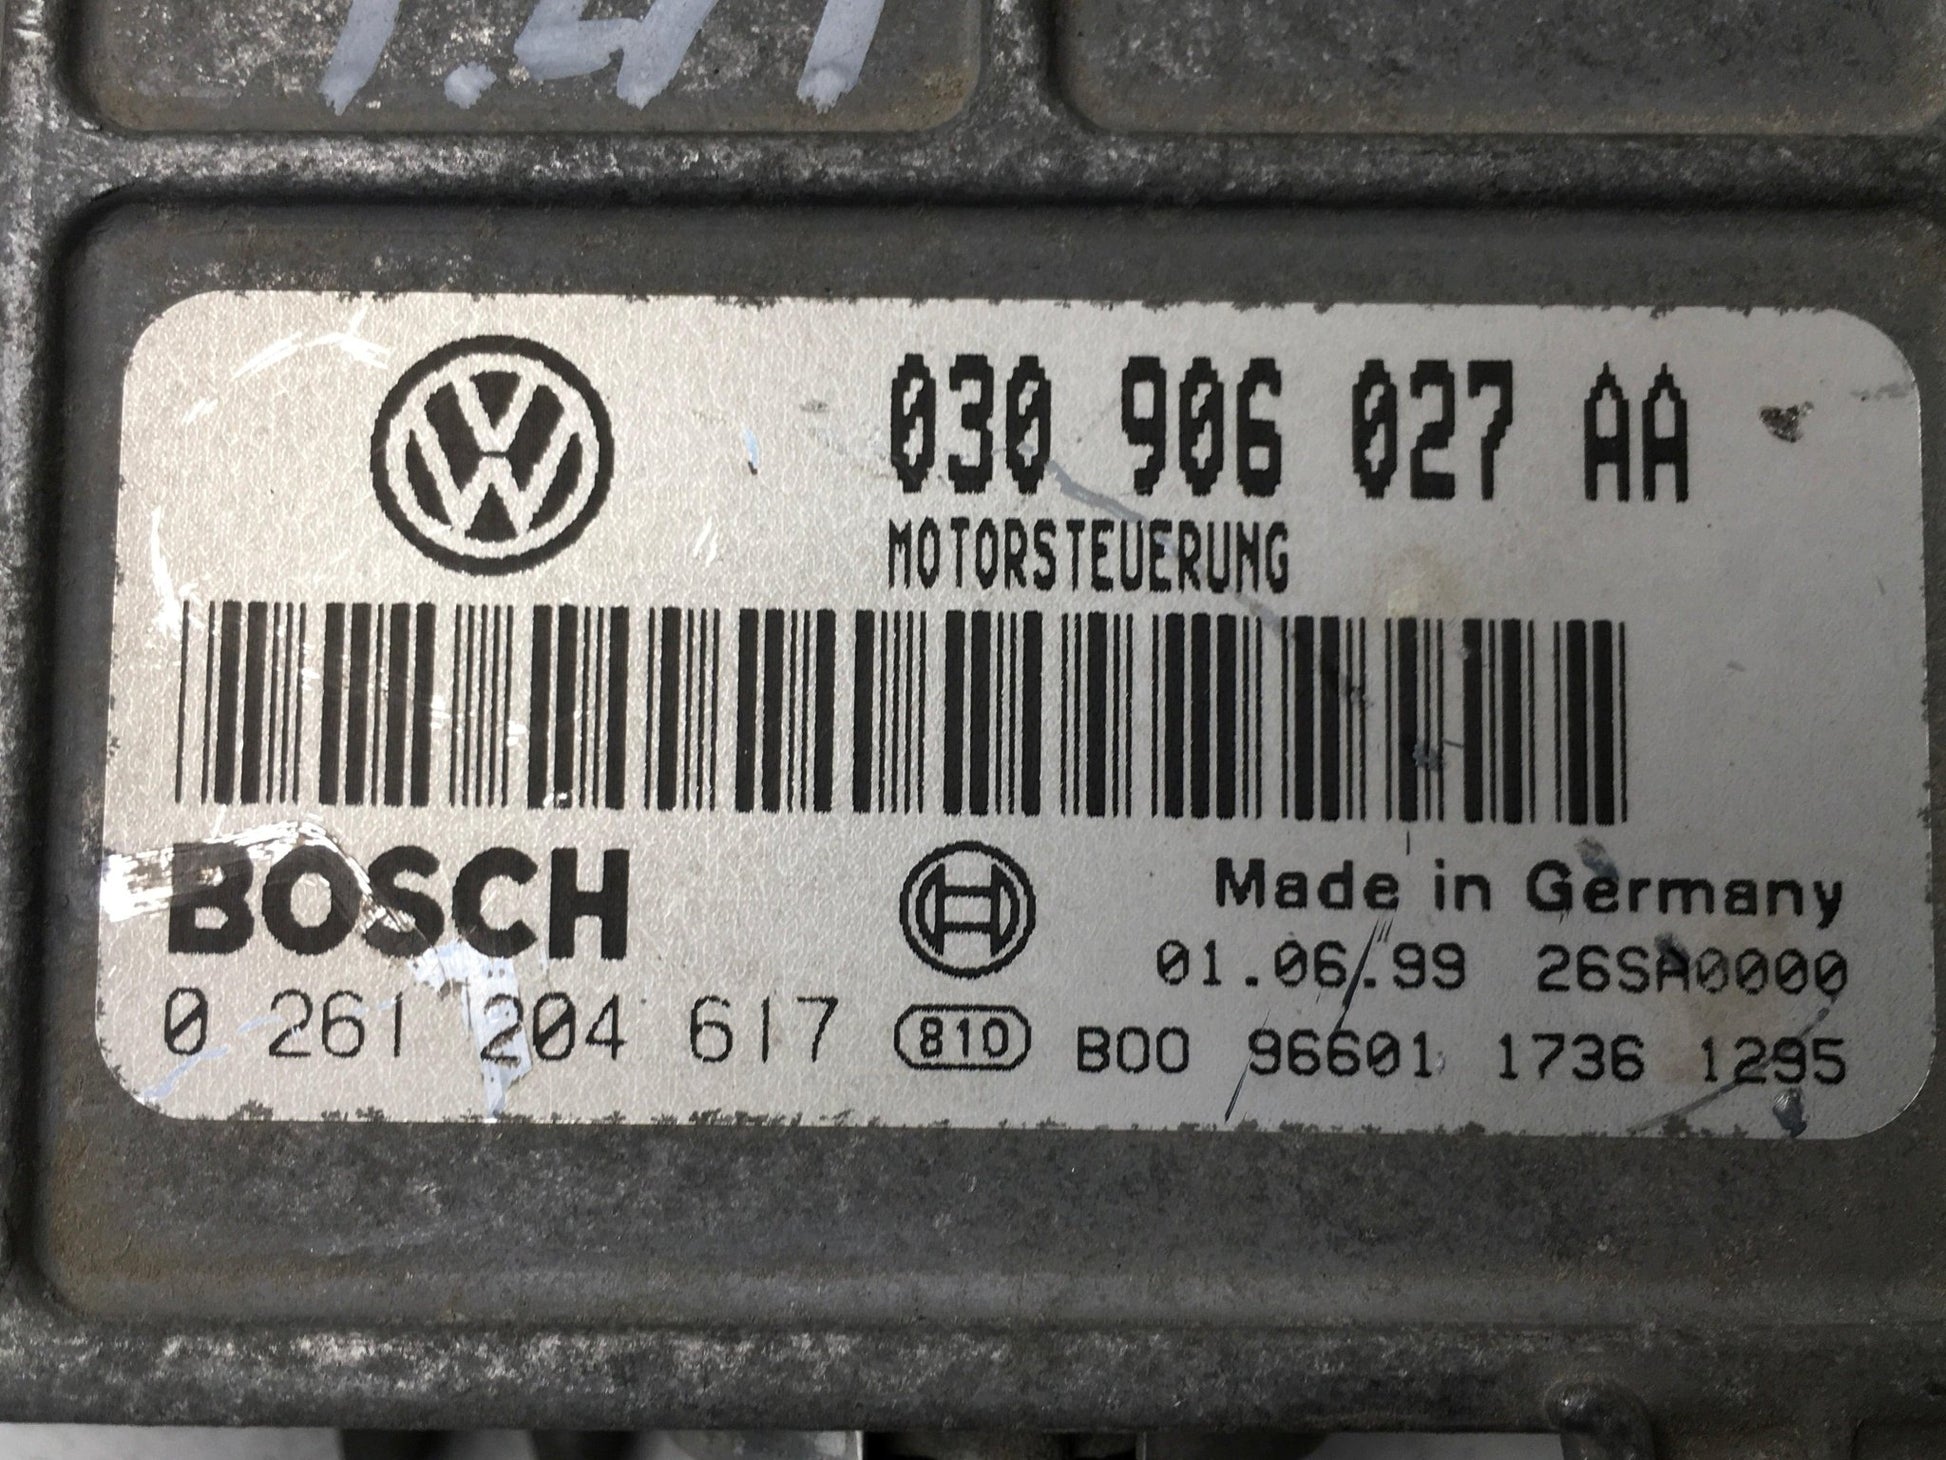 030 906 027 AA
MOTORSTEUERUNG
BOSCH
Made in Germany
01.06.99 26SA0000
0 261 204 617 810 B00 96601 1736 1295